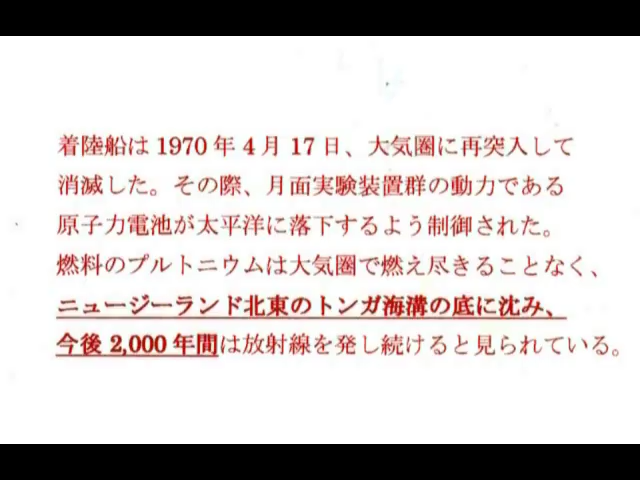 着陸船は 1970 年 4 月 17 日、大気圏に再突入して
消滅した。その際、月面実験装置群の動力である
原子力電池が太平洋に落下するよう制御された。
燃料のプルトニウムは大気圏で燃え尽きることなく、
ニュージーランド北東のトンガ海溝の底に沈み、
今後 2,000 年間は放射線を発し続けると見られている。